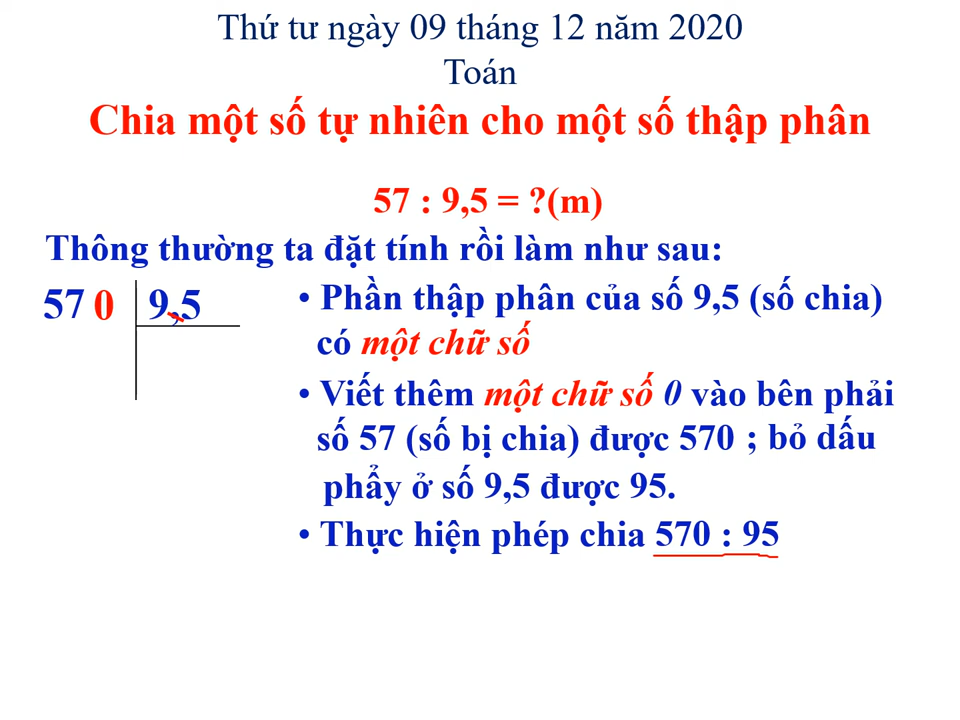 Thứ tư ngày 09 tháng 12 năm 2020
Toán
Chia một số tự nhiên cho một số thập phân
57 : 9,5 = ?(m)
Thông thường ta đặt tính rồi làm như sau:
57 0 9,5
• Phần thập phân của số 9,5 (số chia)
có một chữ số
• Viết thêm một chữ số 0 vào bên phải
số 57 (số bị chia) được 570 ; bỏ dấu
phẩy ở số 9,5 được 95.
• Thực hiện phép chia 570 : 95